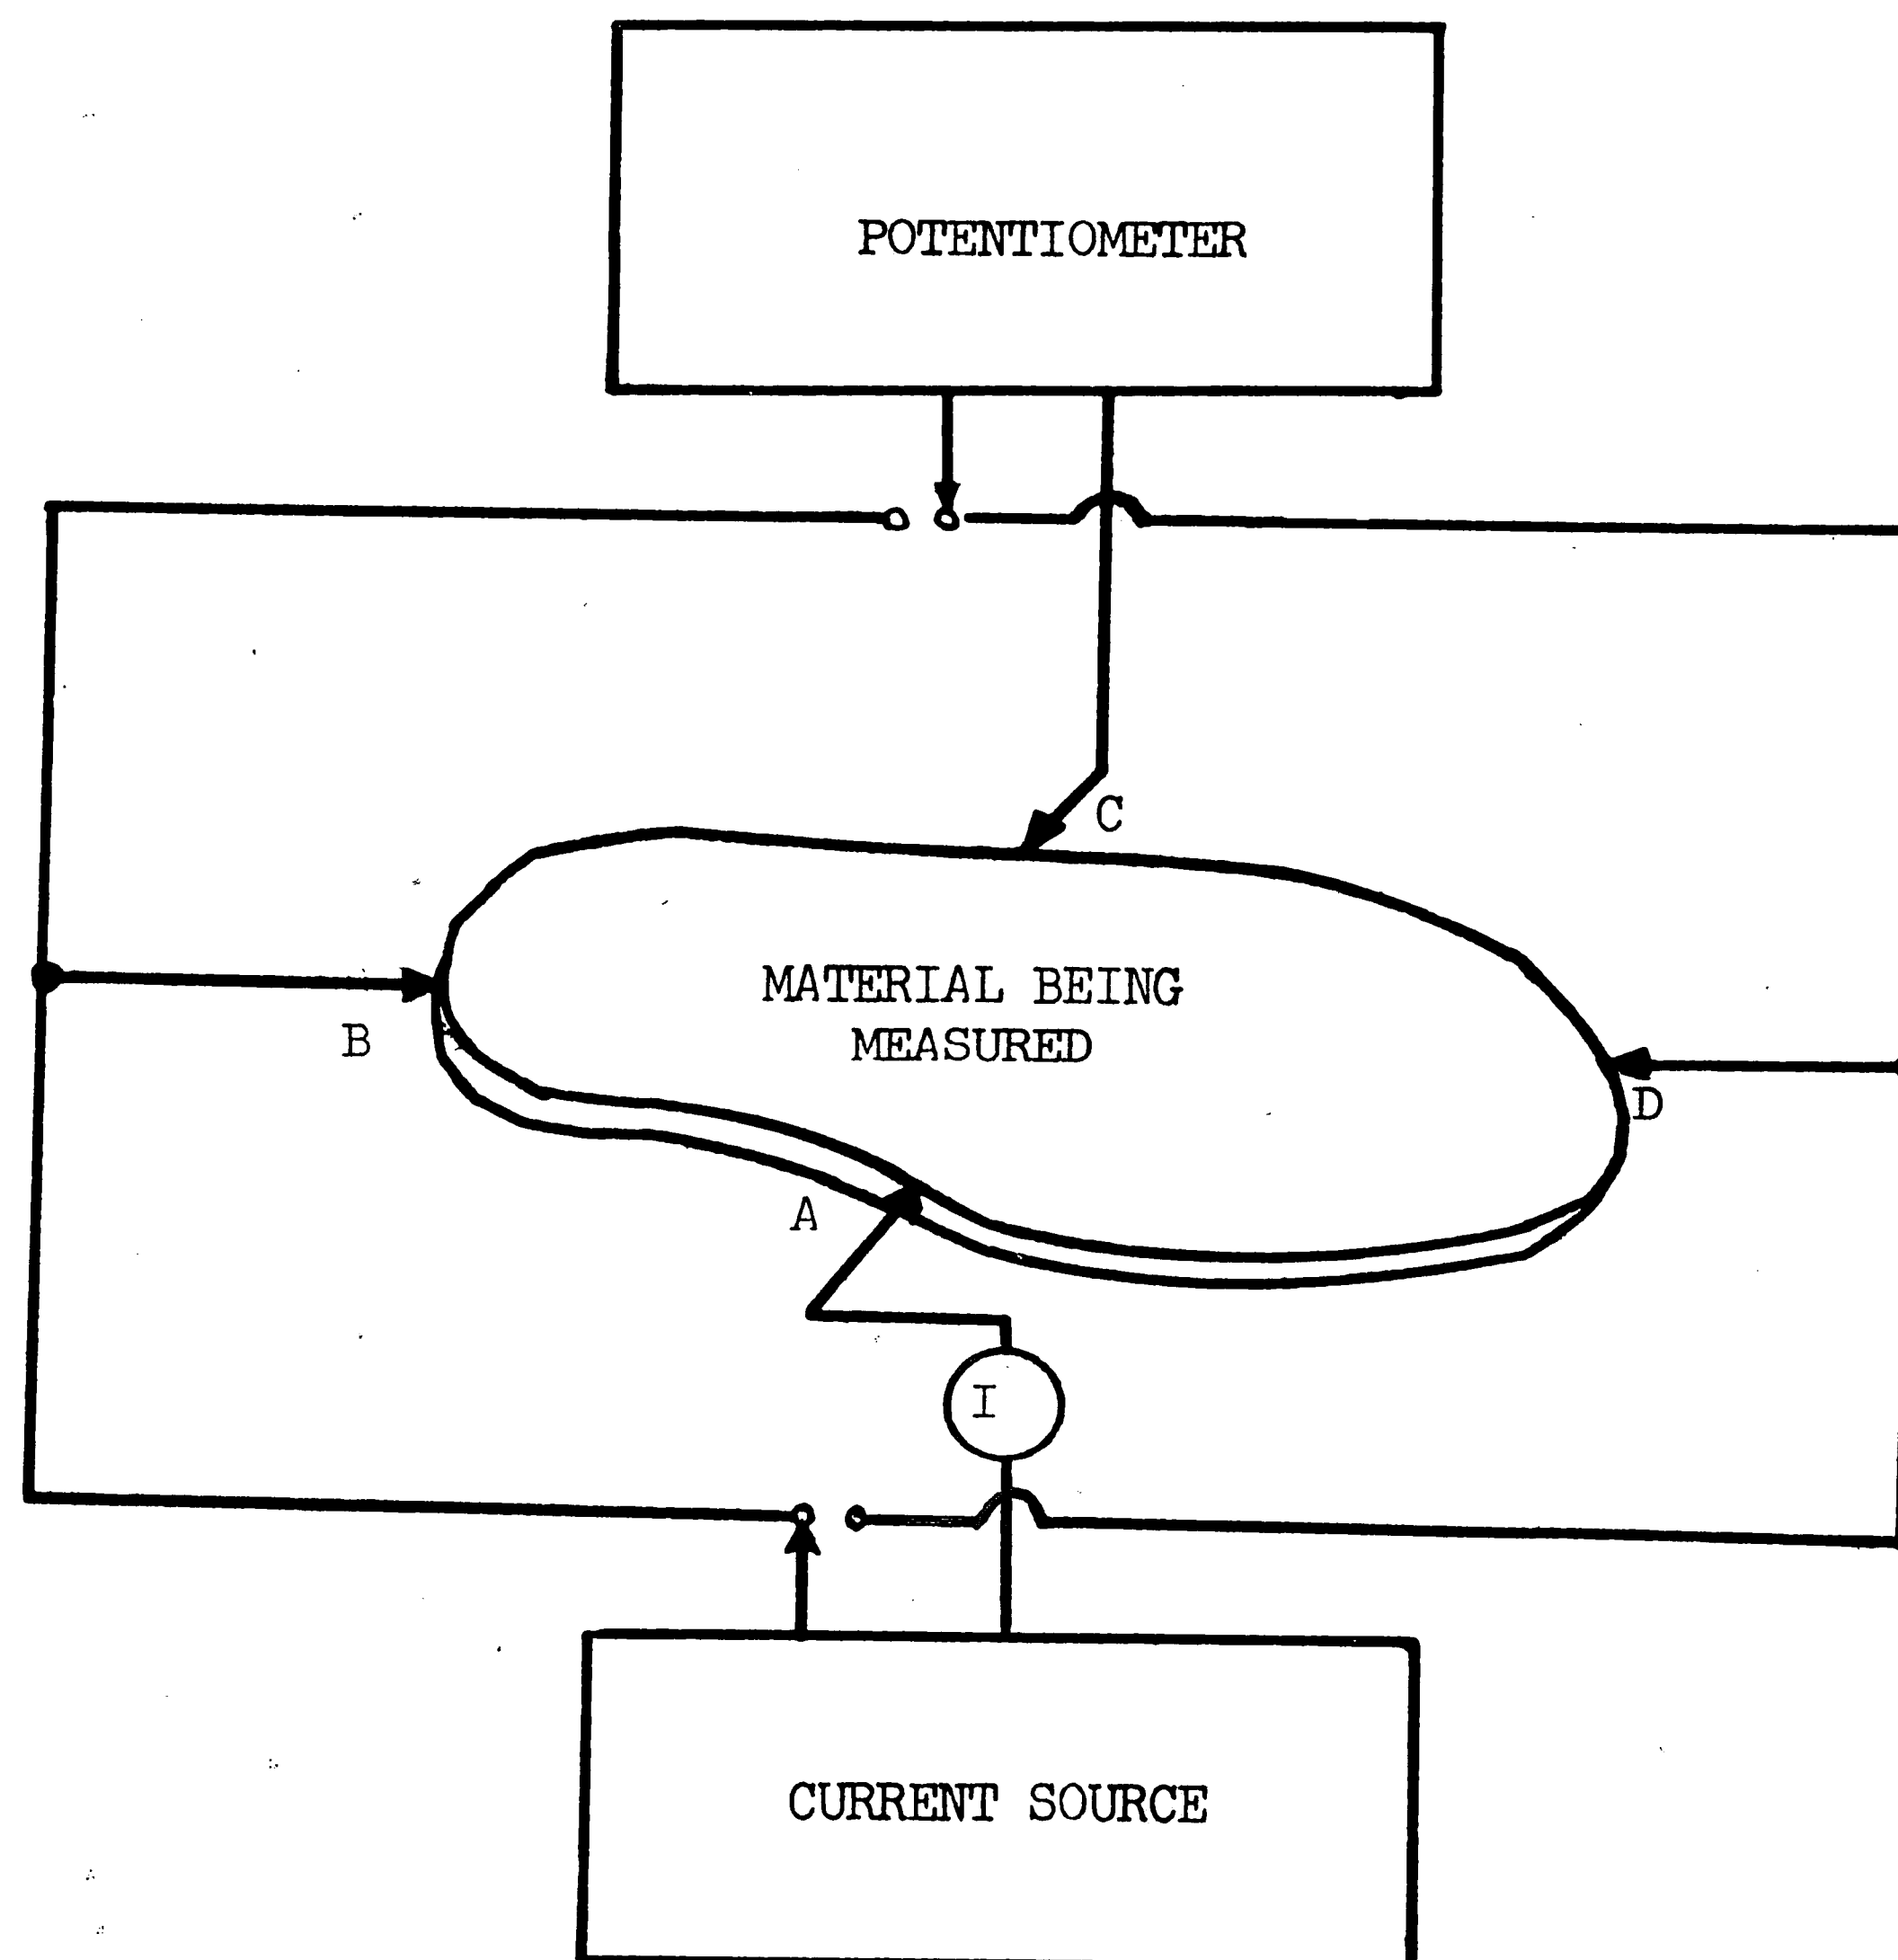 POTENTIOMETER
C
MATERIAL BEING
MEASURED
B
D
A
I
CURRENT SOURCE